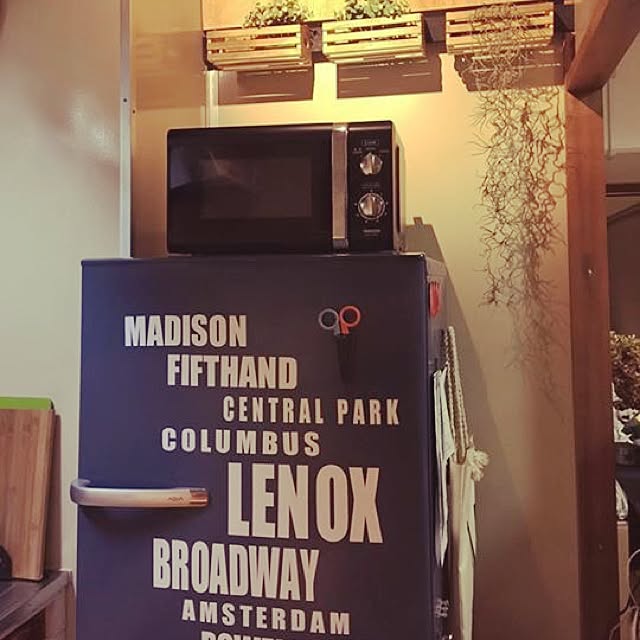 MADISON
FIFTHAND
CENTRAL PARK
COLUMBUS
LENOX
BROADWAY
AMSTERDAM